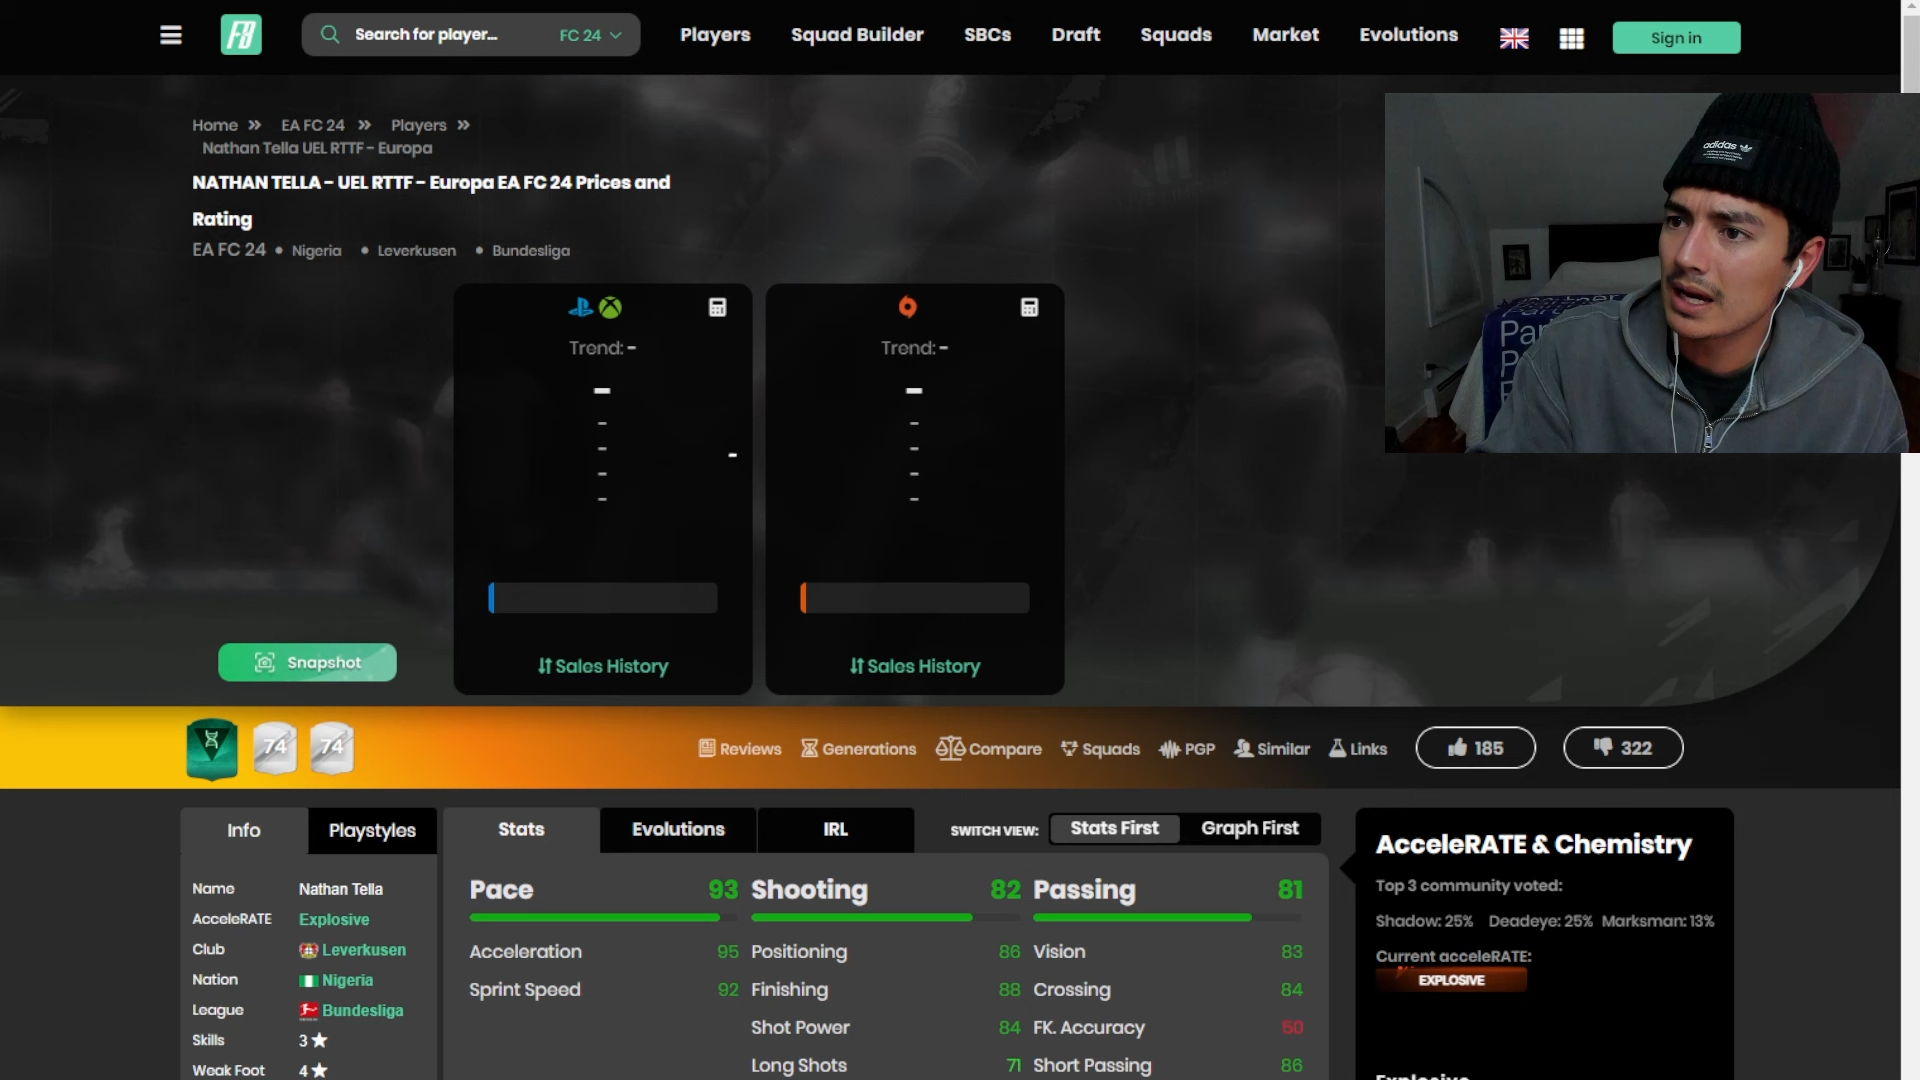 Search for player...
FC 24
Players
Squad Builder
SBCs
Draft
Squads
Market
Evolutions
Sign in
Home » EA FC 24 » Players »
Nathan Tella UEL RTTF - Europa
NATHAN TELLA - UEL RTTF - Europa EA FC 24 Prices and
Rating
EA FC 24 • Nigeria • Leverkusen • Bundesliga
Trend: -
-
-
-
-
-
-
Sales History
Trend: -
-
-
-
-
-
Sales History
adidas
Snapshot
74
74
Reviews
Generations
Compare
Squads
PGP
Similar
Links
185
322
Info
Playstyles
Name Nathan Tella
AcceleRATE Explosive
Club Leverkusen
Nation Nigeria
League Bundesliga
Skills 3
Weak Foot 4
Stats
Evolutions
IRL
SWITCH VIEW:
Stats First
Graph First
Pace 93
Acceleration 95
Sprint Speed 92
Shooting 82
Positioning 86
Finishing 88
Shot Power 84
Long Shots 71
Passing 81
Vision 83
Crossing 84
FK. Accuracy 50
Short Passing 86
AcceleRATE & Chemistry
Top 3 community voted:
Shadow: 25% Deadeye: 25% Marksman: 13%
Current acceleRATE:
EXPLOSIVE
Explosive